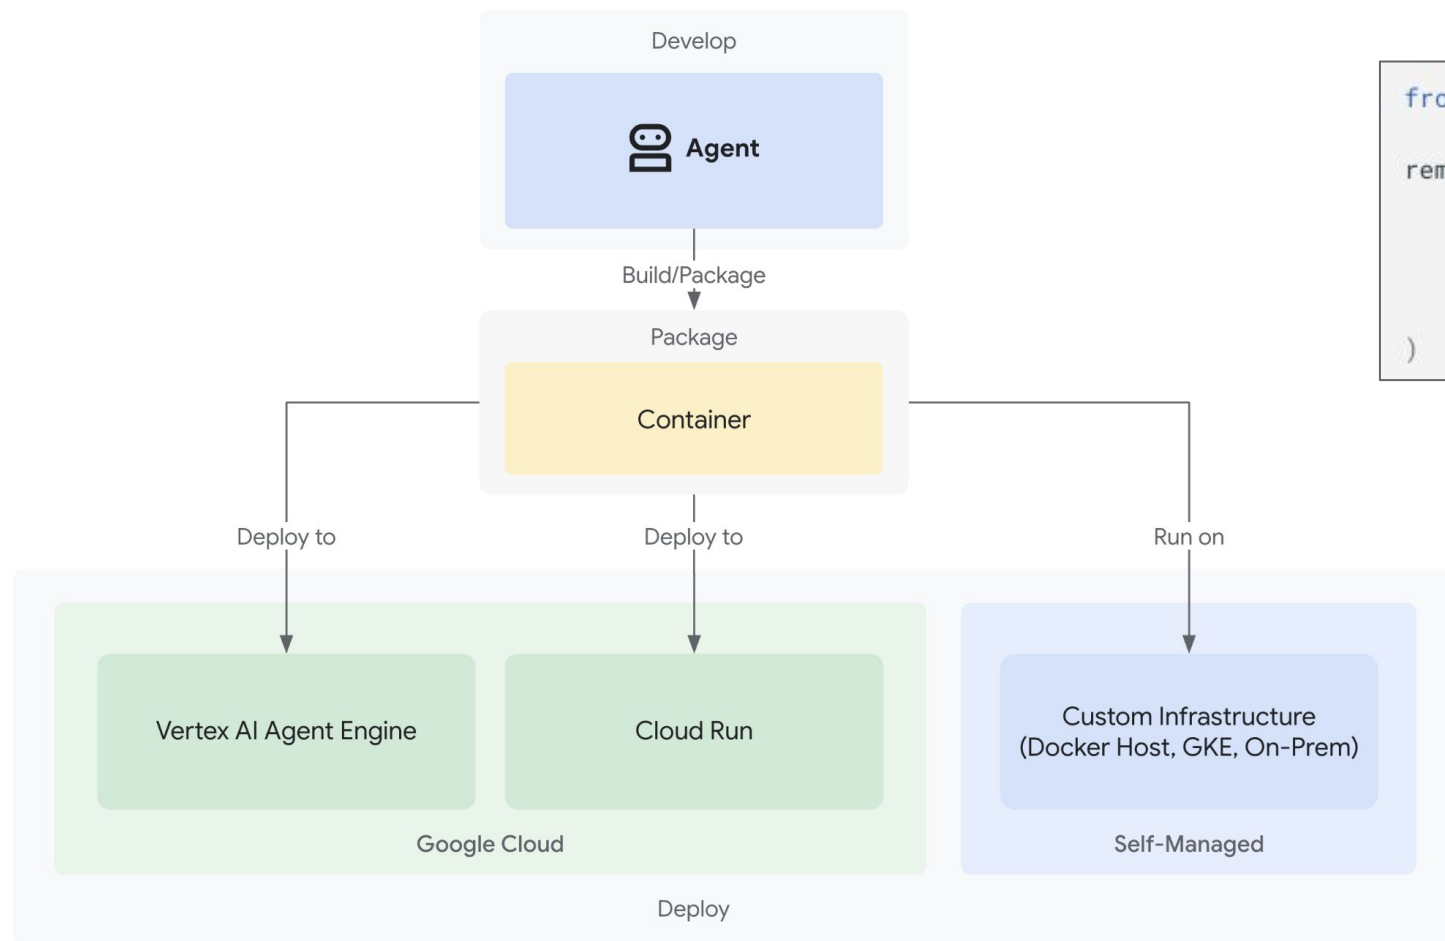 Develop
Agent
Build/Package
Package
Container
Deploy to
Deploy to
Run on
Vertex AI Agent Engine
Cloud Run
Custom Infrastructure
(Docker Host, GKE, On-Prem)
Google Cloud
Self-Managed
Deploy
)